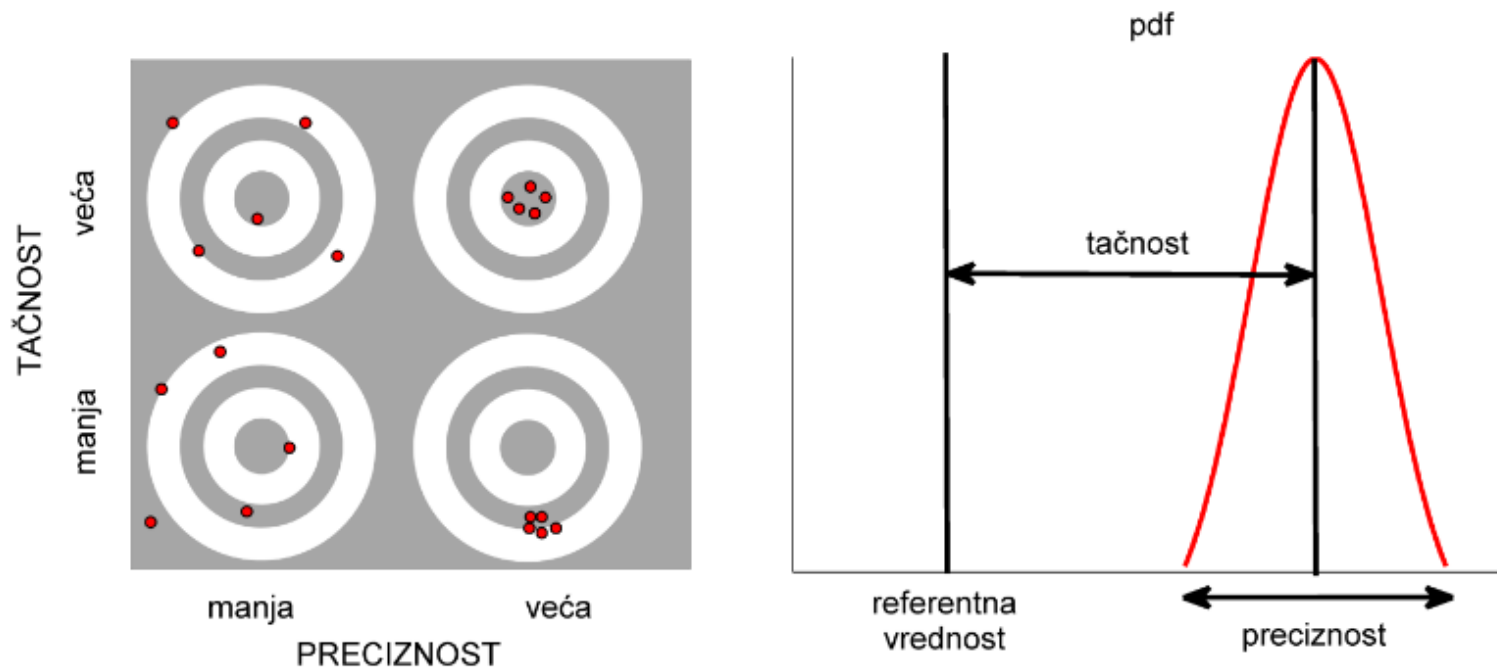 TAČNOST
veća
manja
manja
veća
PRECIZNOST
pdf
tačnost
referentna
vrednost
preciznost